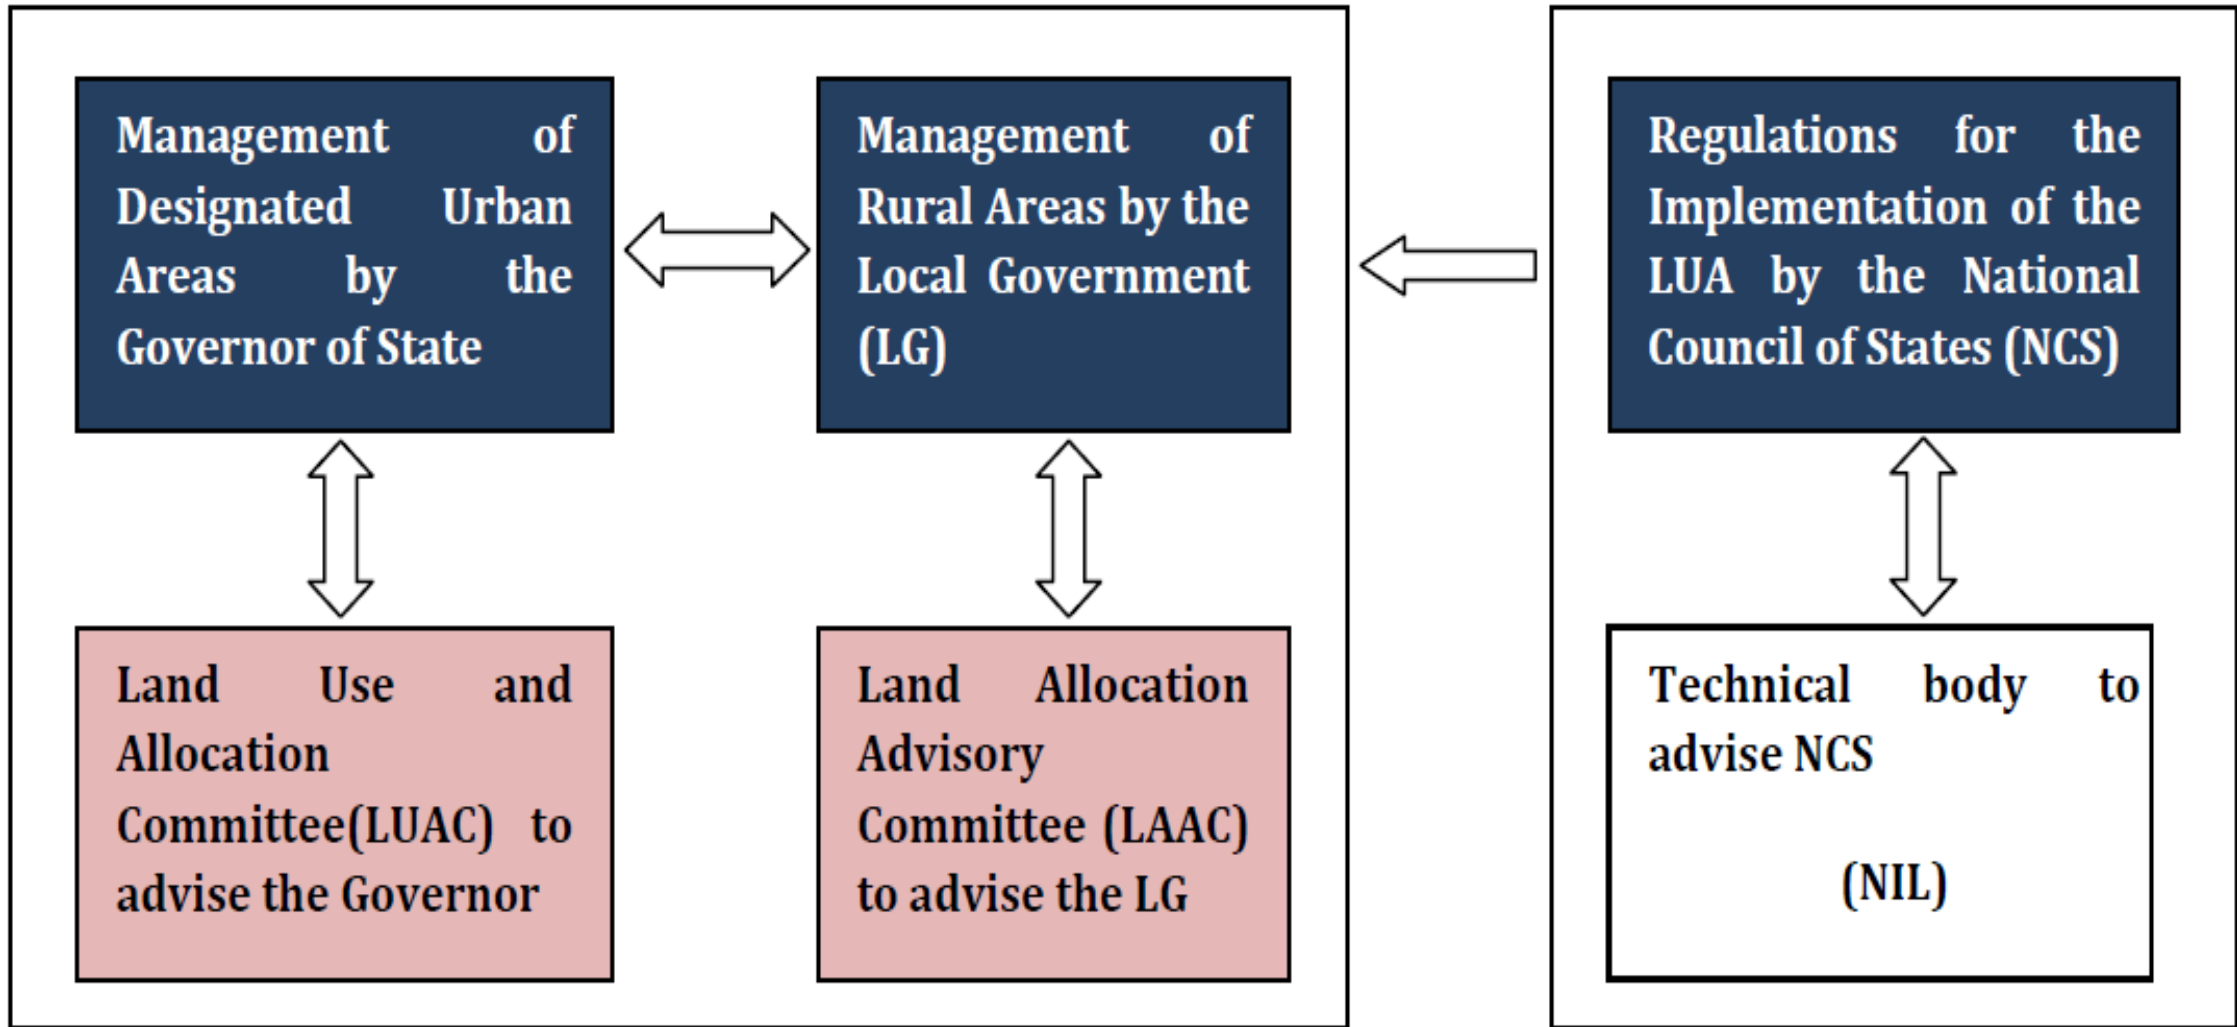 Management of
Designated Urban
Areas by the
Governor of State
Management of
Rural Areas by the
Local Government
(LG)
Regulations for the
Implementation of the
LUA by the National
Council of States (NCS)
Land Use and
Allocation
Committee(LUAC) to
advise the Governor
Land Allocation
Advisory
Committee (LAAC)
to advise the LG
Technical body to
advise NCS
(NIL)